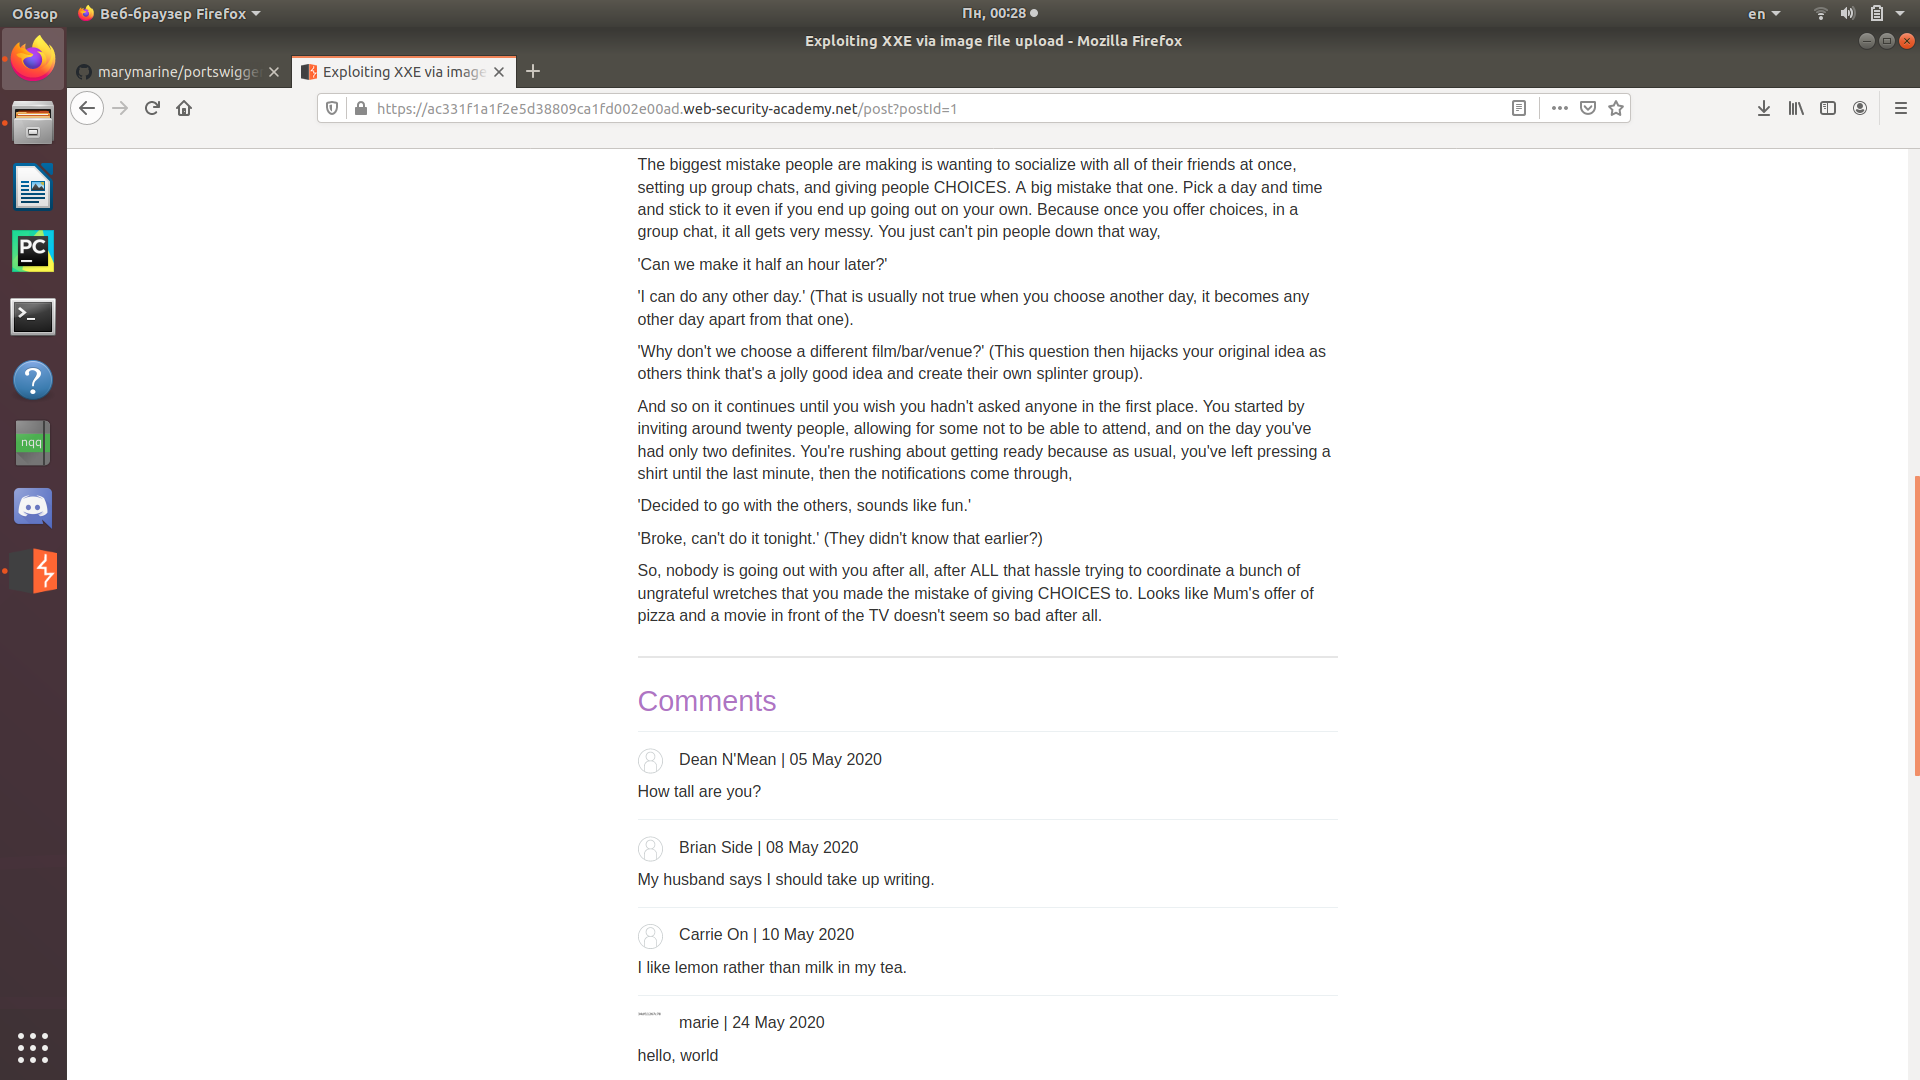 Обзор
Веб-браузер Firefox
Пн, 00:28
en
Exploiting XXE via image file upload - Mozilla Firefox
marymarine/portswigge
Exploiting XXE via image
https://ac331f1a1f2e5d38809ca1fd002e00ad.web-security-academy.net/post?postId=1
The biggest mistake people are making is wanting to socialize with all of their friends at once,
setting up group chats, and giving people CHOICES. A big mistake that one. Pick a day and time
and stick to it even if you end up going out on your own. Because once you offer choices, in a
group chat, it all gets very messy. You just can't pin people down that way,
'Can we make it half an hour later?'
'I can do any other day.' (That is usually not true when you choose another day, it becomes any
other day apart from that one).
'Why don't we choose a different film/bar/venue?' (This question then hijacks your original idea as
others think that's a jolly good idea and create their own splinter group).
And so on it continues until you wish you hadn't asked anyone in the first place. You started by
inviting around twenty people, allowing for some not to be able to attend, and on the day you've
had only two definites. You're rushing about getting ready because as usual, you've left pressing a
shirt until the last minute, then the notifications come through,
'Decided to go with the others, sounds like fun.'
'Broke, can't do it tonight.' (They didn't know that earlier?)
So, nobody is going out with you after all, after ALL that hassle trying to coordinate a bunch of
ungrateful wretches that you made the mistake of giving CHOICES to. Looks like Mum's offer of
pizza and a movie in front of the TV doesn't seem so bad after all.
Comments
Dean N'Mean | 05 May 2020
How tall are you?
Brian Side | 08 May 2020
My husband says I should take up writing.
Carrie On | 10 May 2020
I like lemon rather than milk in my tea.
marie | 24 May 2020
hello, world
PC
nqq